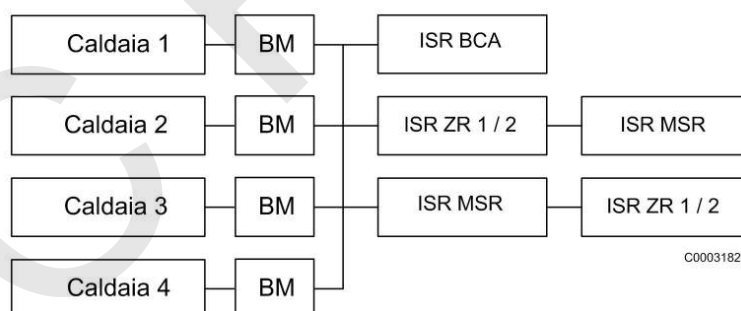 Caldaia 1 BM ISR BCA
Caldaia 2 BM ISR ZR 1 / 2 ISR MSR
Caldaia 3 BM ISR MSR ISR ZR 1 / 2
C0003182
Caldaia 4 BM